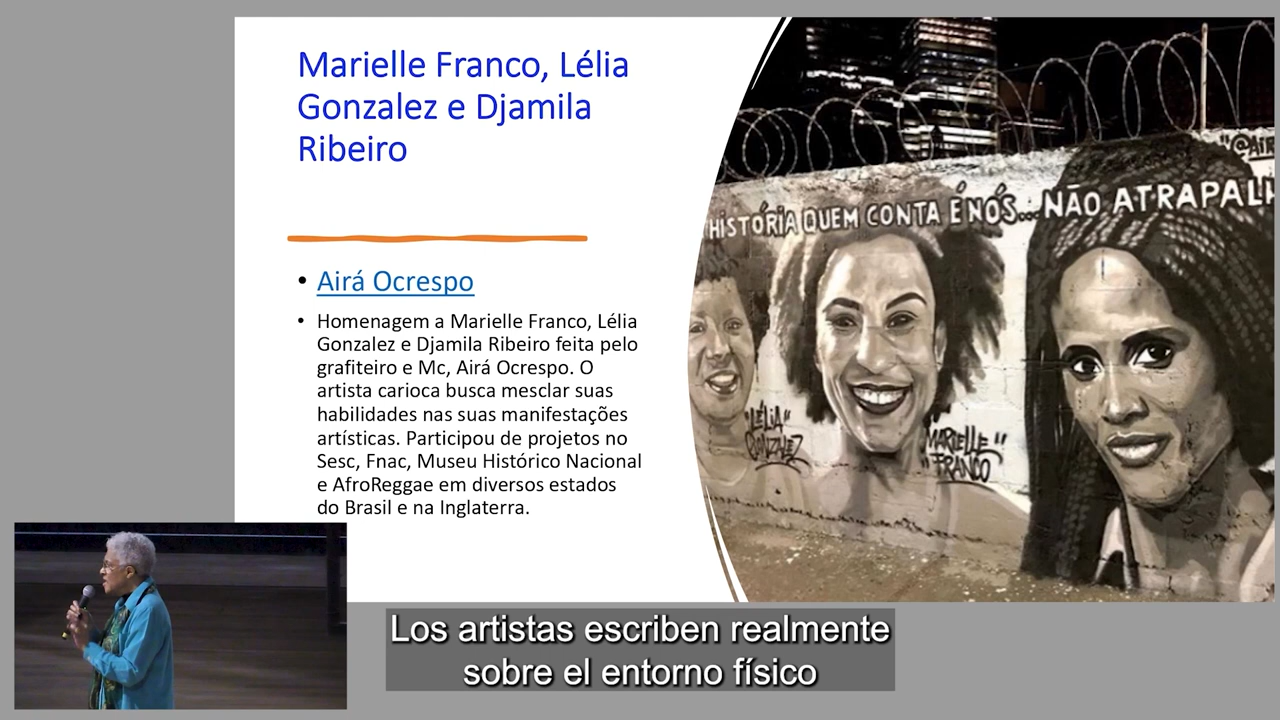 Marielle Franco, Lélia
Gonzalez e Djamila
Ribeiro
• Airá Ocrespo
• Homenagem a Marielle Franco, Lélia
Gonzalez e Djamila Ribeiro feita pelo
grafiteiro e Mc, Airá Ocrespo. O
artista carioca busca mesclar suas
habilidades nas suas manifestações
artísticas. Participou de projetos no
Sesc, Fnac, Museu Histórico Nacional
e AfroReggae em diversos estados
do Brasil e na Inglaterra.
HISTÓRIA QUEM CONTA É NÓS... NÃO ATRAPALH
"LÉLIA"
GONZALEZ
MARIELLE"
"FRANCO
Los artistas escriben realmente
sobre el entorno físico